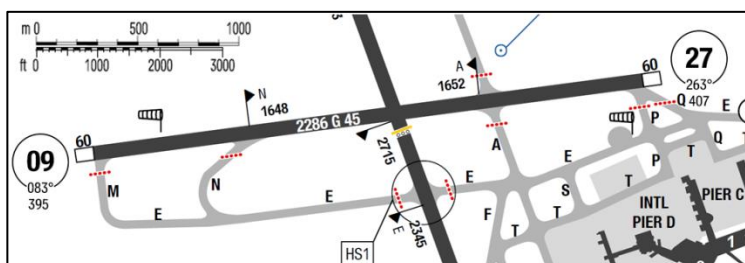 m 0 500 1000
ft 0 1000 2000 3000
A
1652
60
27
263°
407
N
1648
2286 G 45
60
09
083°
395
2715
P
Q
E
M
N
A
E
P
T
Q
E
E
E
S
T
F
T
T
E
2345
HS1
INTL
PIER D
PIER C
1